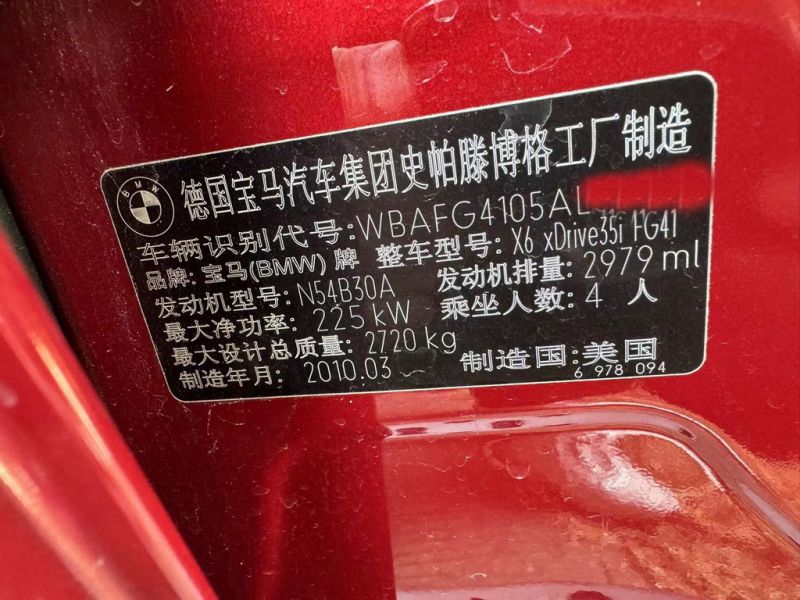 BMW
德国宝马汽车集团史帕滕博格工厂制造
车辆识别代号:WBAFG4105AL
品牌:宝马(BMW)牌 整车型号:X6 xDrive35i FG41
发动机型号:N54B30A 发动机排量:2979 ml
最大净功率:225 kW 乘坐人数:4 人
最大设计总质量:2720 kg
制造年月:2010.03 制造国:美国
6 978 094